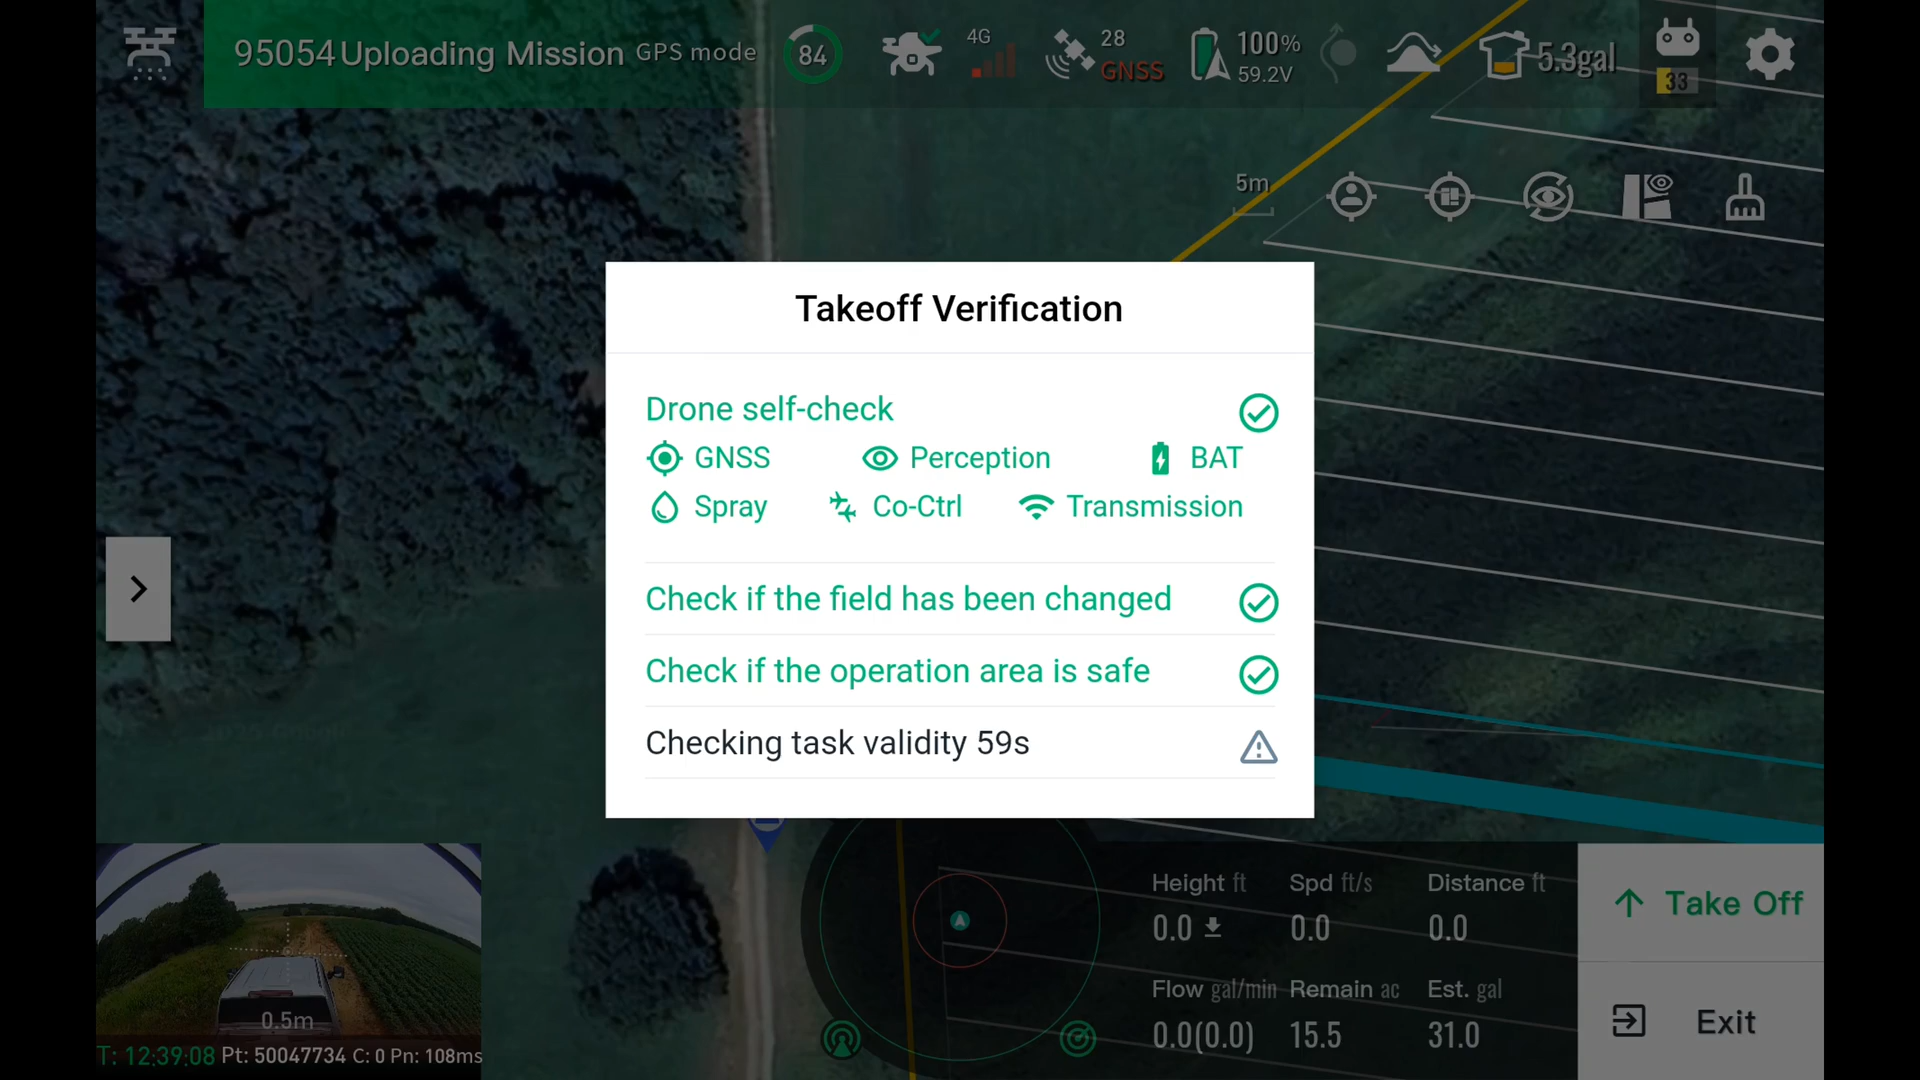 95054 Uploading Mission GPS mode
84
4G
28
GNSS
100%
59.2V
5.3gal
33
5m
Takeoff Verification
Drone self-check
GNSS Perception BAT
Spray Co-Ctrl Transmission
Check if the field has been changed
Check if the operation area is safe
Checking task validity 59s
Height ft Spd ft/s Distance ft
0.0 0.0 0.0
Flow gal/min Remain ac Est. gal
0.0(0.0) 15.5 31.0
Take Off
Exit
0.5m
T: 12:39:08 Pt: 50047734 C: 0 Pn: 108ms